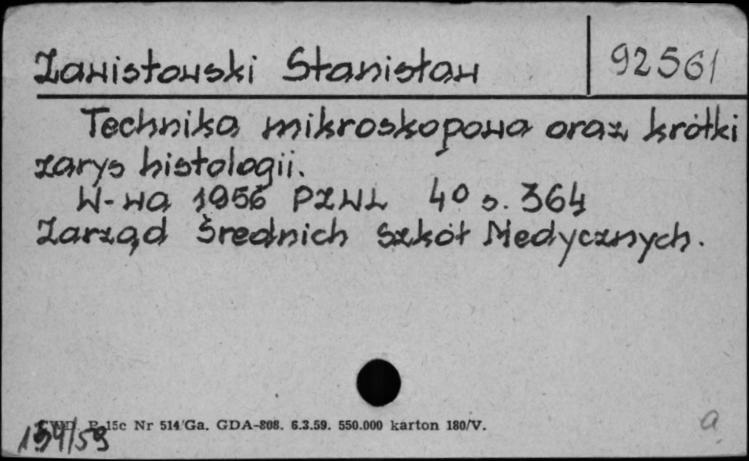 Zawistowski Stanisław 92561
Technika mikroskopowa oraz krótki
zarys histologii.
W-wa 1956 PZWL 4° s. 364
Zarząd Średnich Szkół Medycznych.
P-15c Nr 514/Ga. GDA-808. 6.3.59. 550.000 karton 180/V.
a